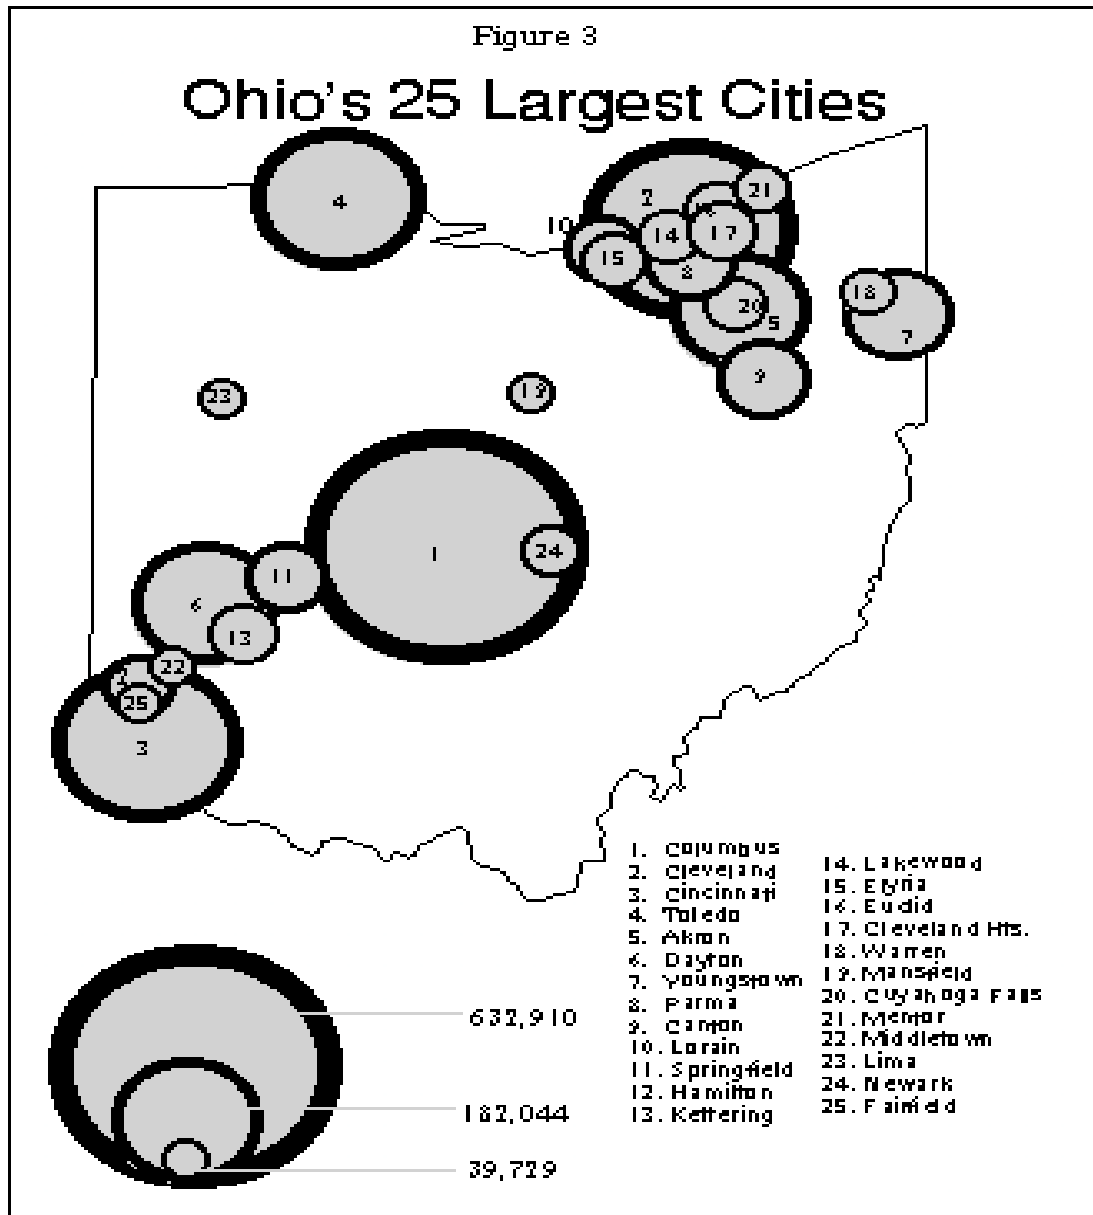 Figure 3
Ohio's 25 Largest Cities
4
2
21
10
14
17
15
8
18
20
5
7
9
23
19
1
24
11
6
13
22
25
3
1. Columbus
2. Cleveland
3. Cincinnati
4. Toledo
5. Akron
6. Dayton
7. Youngstown
8. Parma
9. Canton
10. Lorain
11. Springfield
12. Hamilton
13. Kettering
14. Lakewood
15. Elyria
16. Euclid
17. Cleveland Hts.
18. Warren
19. Mansfield
20. Cuyahoga Falls
21. Mentor
22. Middletown
23. Lima
24. Newark
25. Fairfield
632,910
182,044
39,729